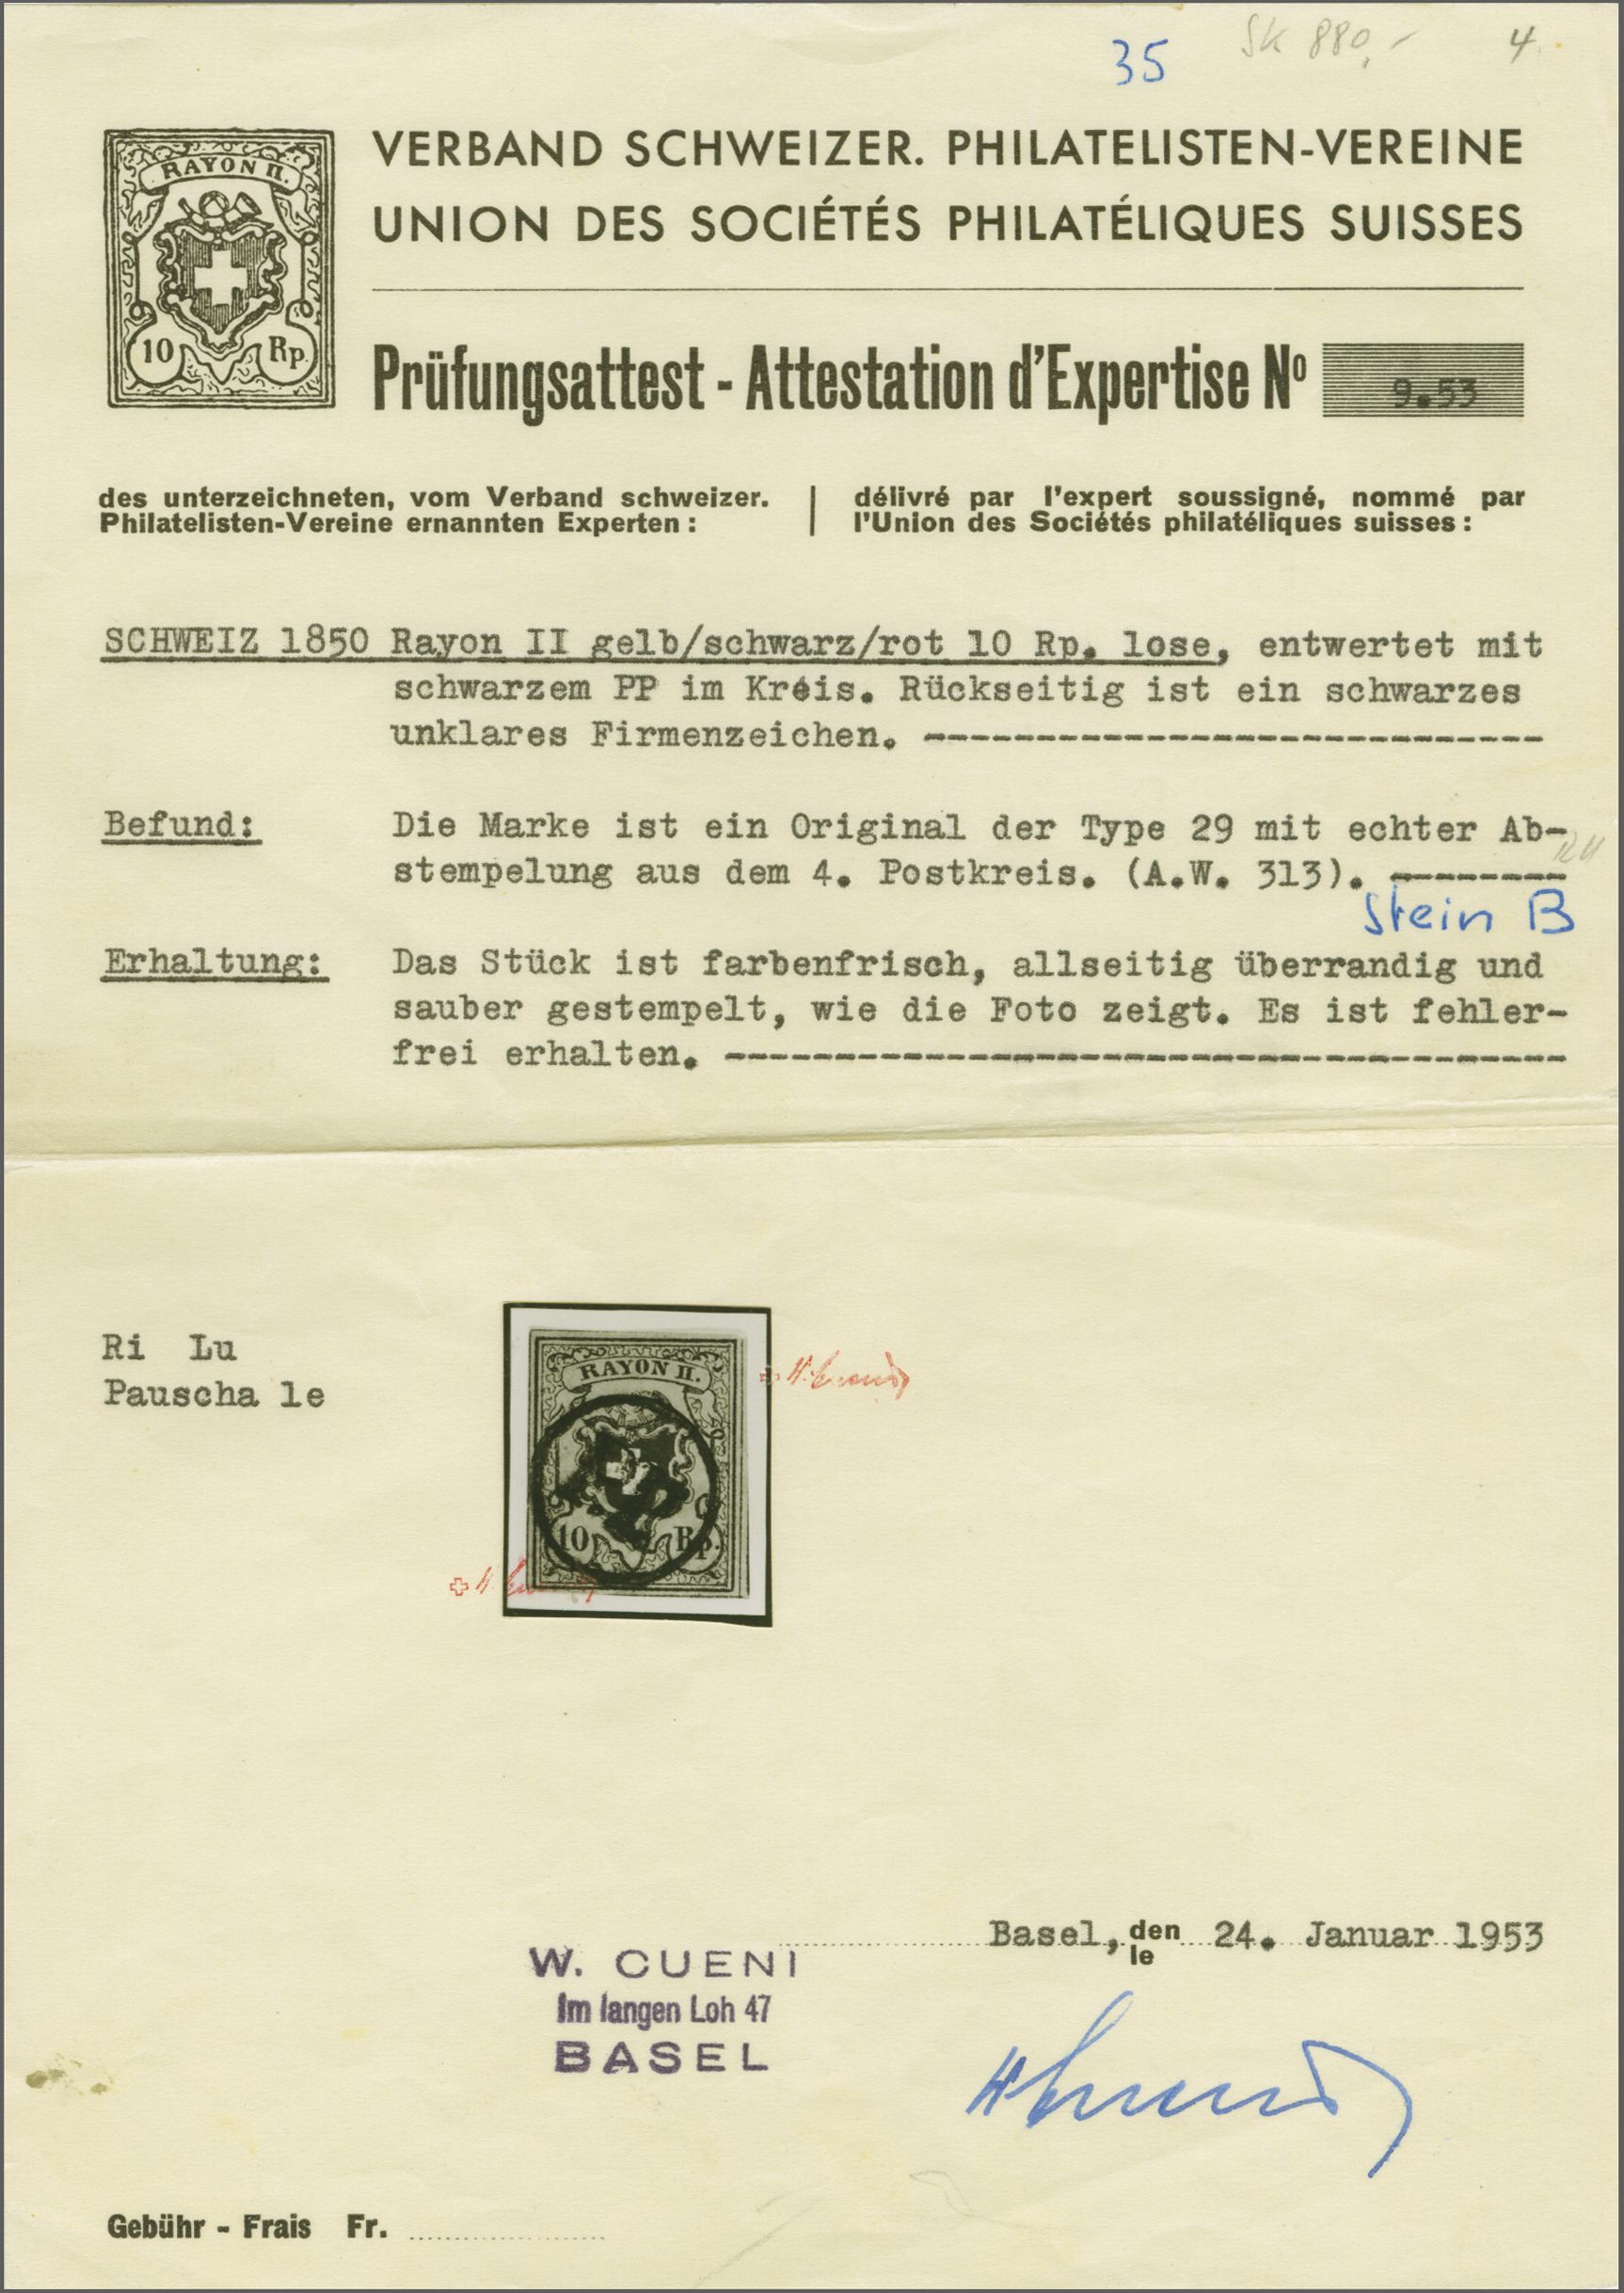 35 SK 880,- 4.
RAYON II.
10 Rp.
VERBAND SCHWEIZER. PHILATELISTEN-VEREINE
UNION DES SOCIÉTÉS PHILATÉLIQUES SUISSES
Prüfungsattest - Attestation d'Expertise Nº 9.53
des unterzeichneten, vom Verband schweizer.
Philatelisten-Vereine ernannten Experten:
délivré par l'expert soussigné, nommé par
l'Union des Sociétés philatéliques suisses:
SCHWEIZ 1850 Rayon II gelb/schwarz/rot 10 Rp. lose, entwertet mit
schwarzem PP im Kreis. Rückseitig ist ein schwarzes
unklares Firmenzeichen. ----------------------------
Befund: Die Marke ist ein Original der Type 29 mit echter Ab-
stempelung aus dem 4. Postkreis. (A.W. 313). --------
Stein B
Erhaltung: Das Stück ist farbenfrisch, allseitig überrandig und
sauber gestempelt, wie die Foto zeigt. Es ist fehler-
frei erhalten. --------------------------------------
Ri Lu
Pauscha le
RAYON II.
10 Rp.
Basel, den/le 24. Januar 1953
W. CUENI
Im langen Loh 47
BASEL
Gebühr - Frais Fr.